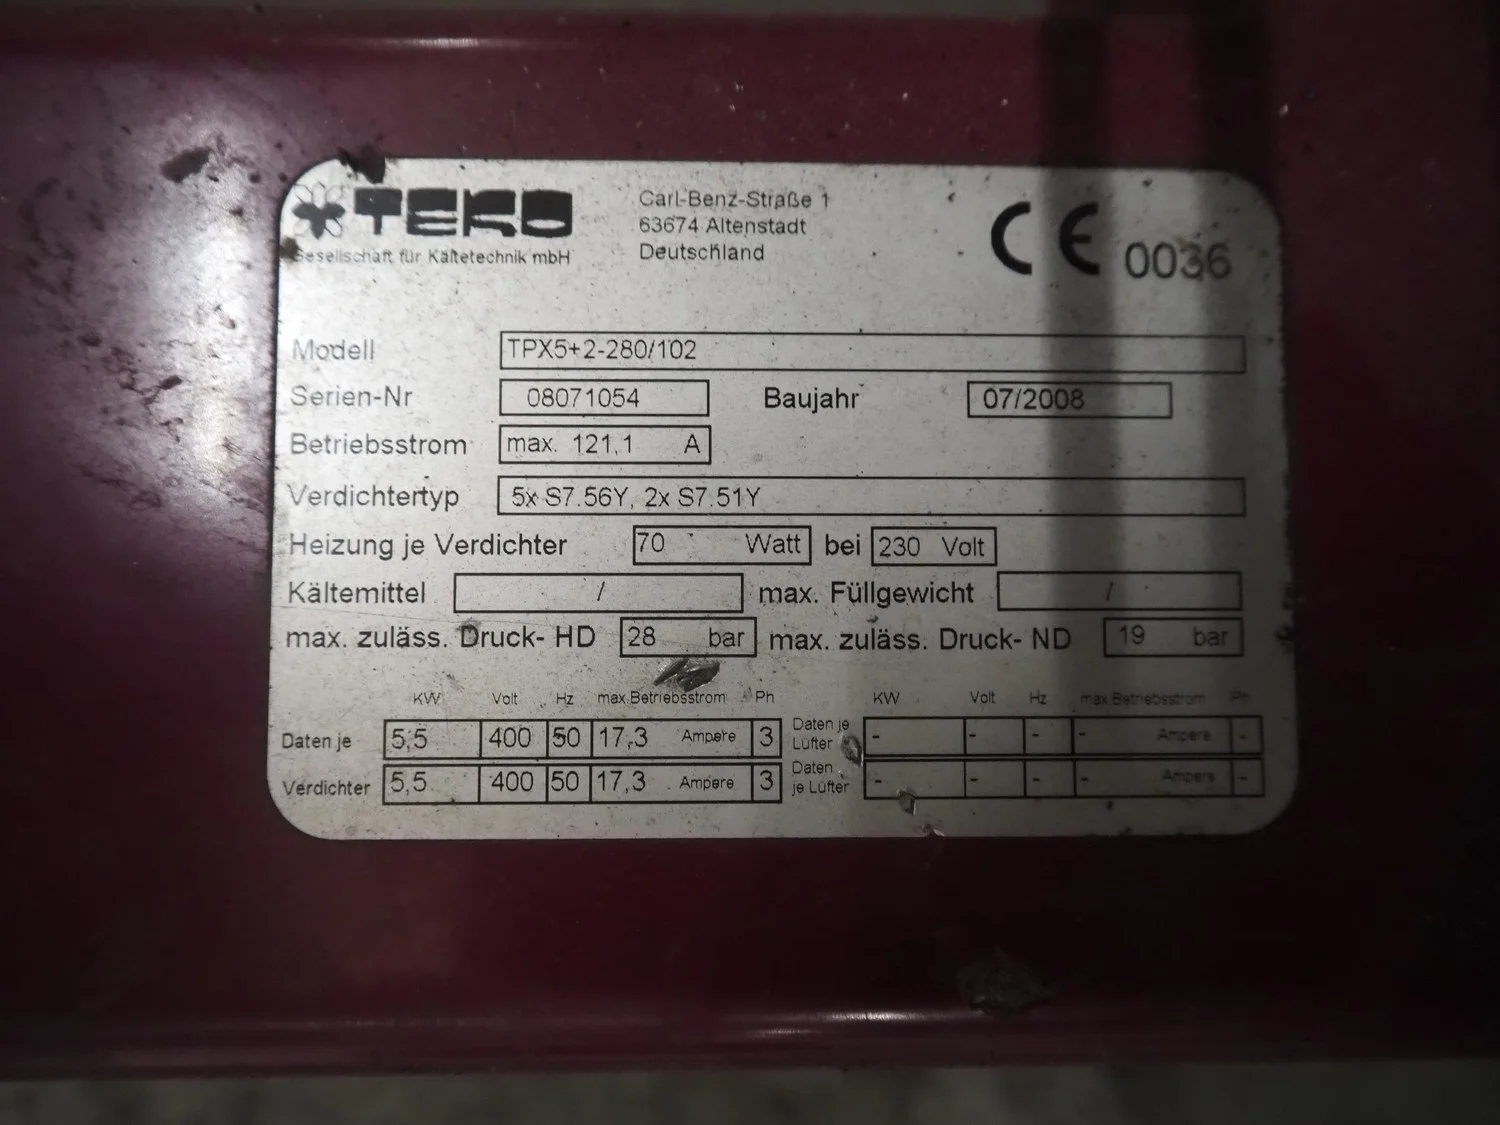 TEKO
Gesellschaft für Kältetechnik mbH
Carl-Benz-Straße 1
63674 Altenstadt
Deutschland
CE 0036
Modell TPX5+2-280/102
Serien-Nr 08071054 Baujahr 07/2008
Betriebsstrom max. 121,1 A
Verdichtertyp 5x S7.56Y, 2x S7.51Y
Heizung je Verdichter 70 Watt bei 230 Volt
Kältemittel / max. Füllgewicht /
max. zuläss. Druck- HD 28 bar max. zuläss. Druck- ND 19 bar
KW Volt Hz max.Betriebsstrom Ph KW Volt Hz max.Betriebsstrom Ph
Daten je 5,5 400 50 17,3 Ampere 3 Daten je Lüfter - - - - Ampere -
Verdichter 5,5 400 50 17,3 Ampere 3 Daten je Lüfter - - - - Ampere -